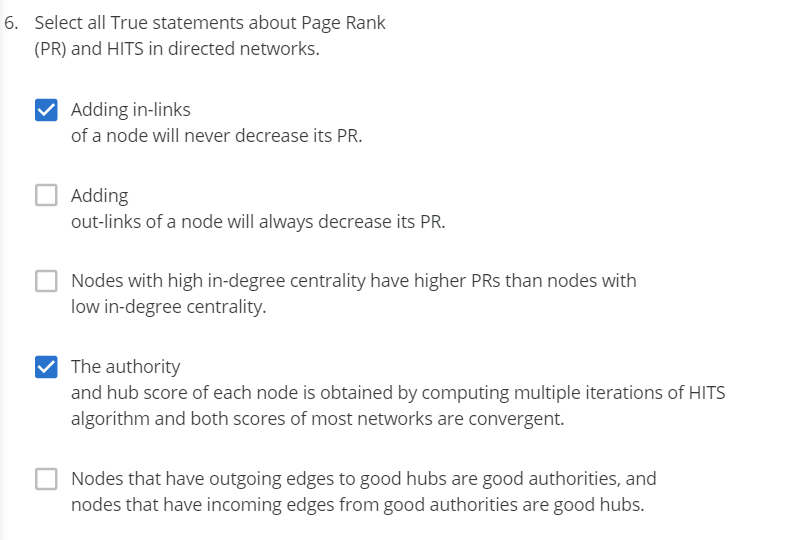 6. Select all True statements about Page Rank
(PR) and HITS in directed networks.
Adding in-links
of a node will never decrease its PR.
Adding
out-links of a node will always decrease its PR.
Nodes with high in-degree centrality have higher PRs than nodes with
low in-degree centrality.
The authority
and hub score of each node is obtained by computing multiple iterations of HITS
algorithm and both scores of most networks are convergent.
Nodes that have outgoing edges to good hubs are good authorities, and
nodes that have incoming edges from good authorities are good hubs.